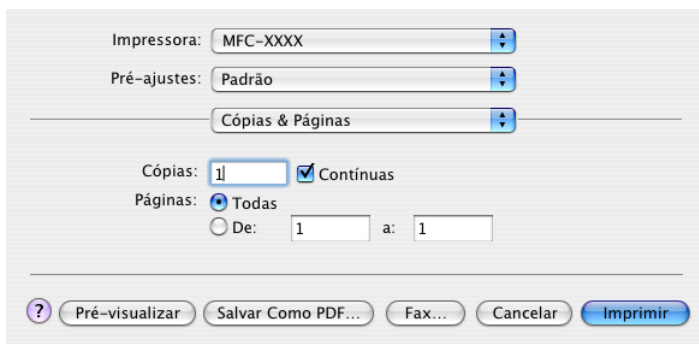 Impressora: MFC-XXXX
Pré-ajustes: Padrão
Cópias & Páginas
Cópias: 1 Contínuas
Páginas: Todas
De: 1 a: 1
? Pré-visualizar Salvar Como PDF... Fax... Cancelar Imprimir